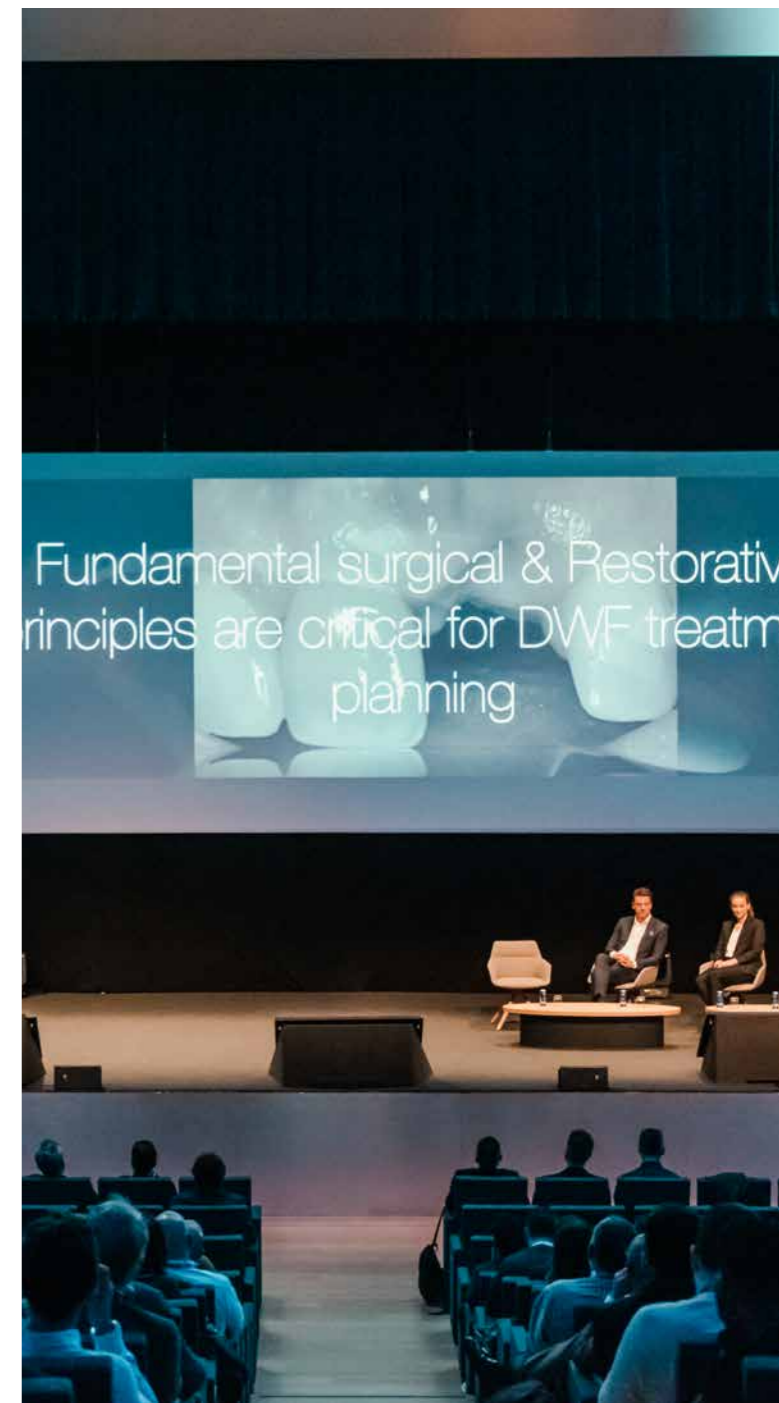 Fundamental surgical & Restorativ
rinciples are critical for DWF treatm
planning